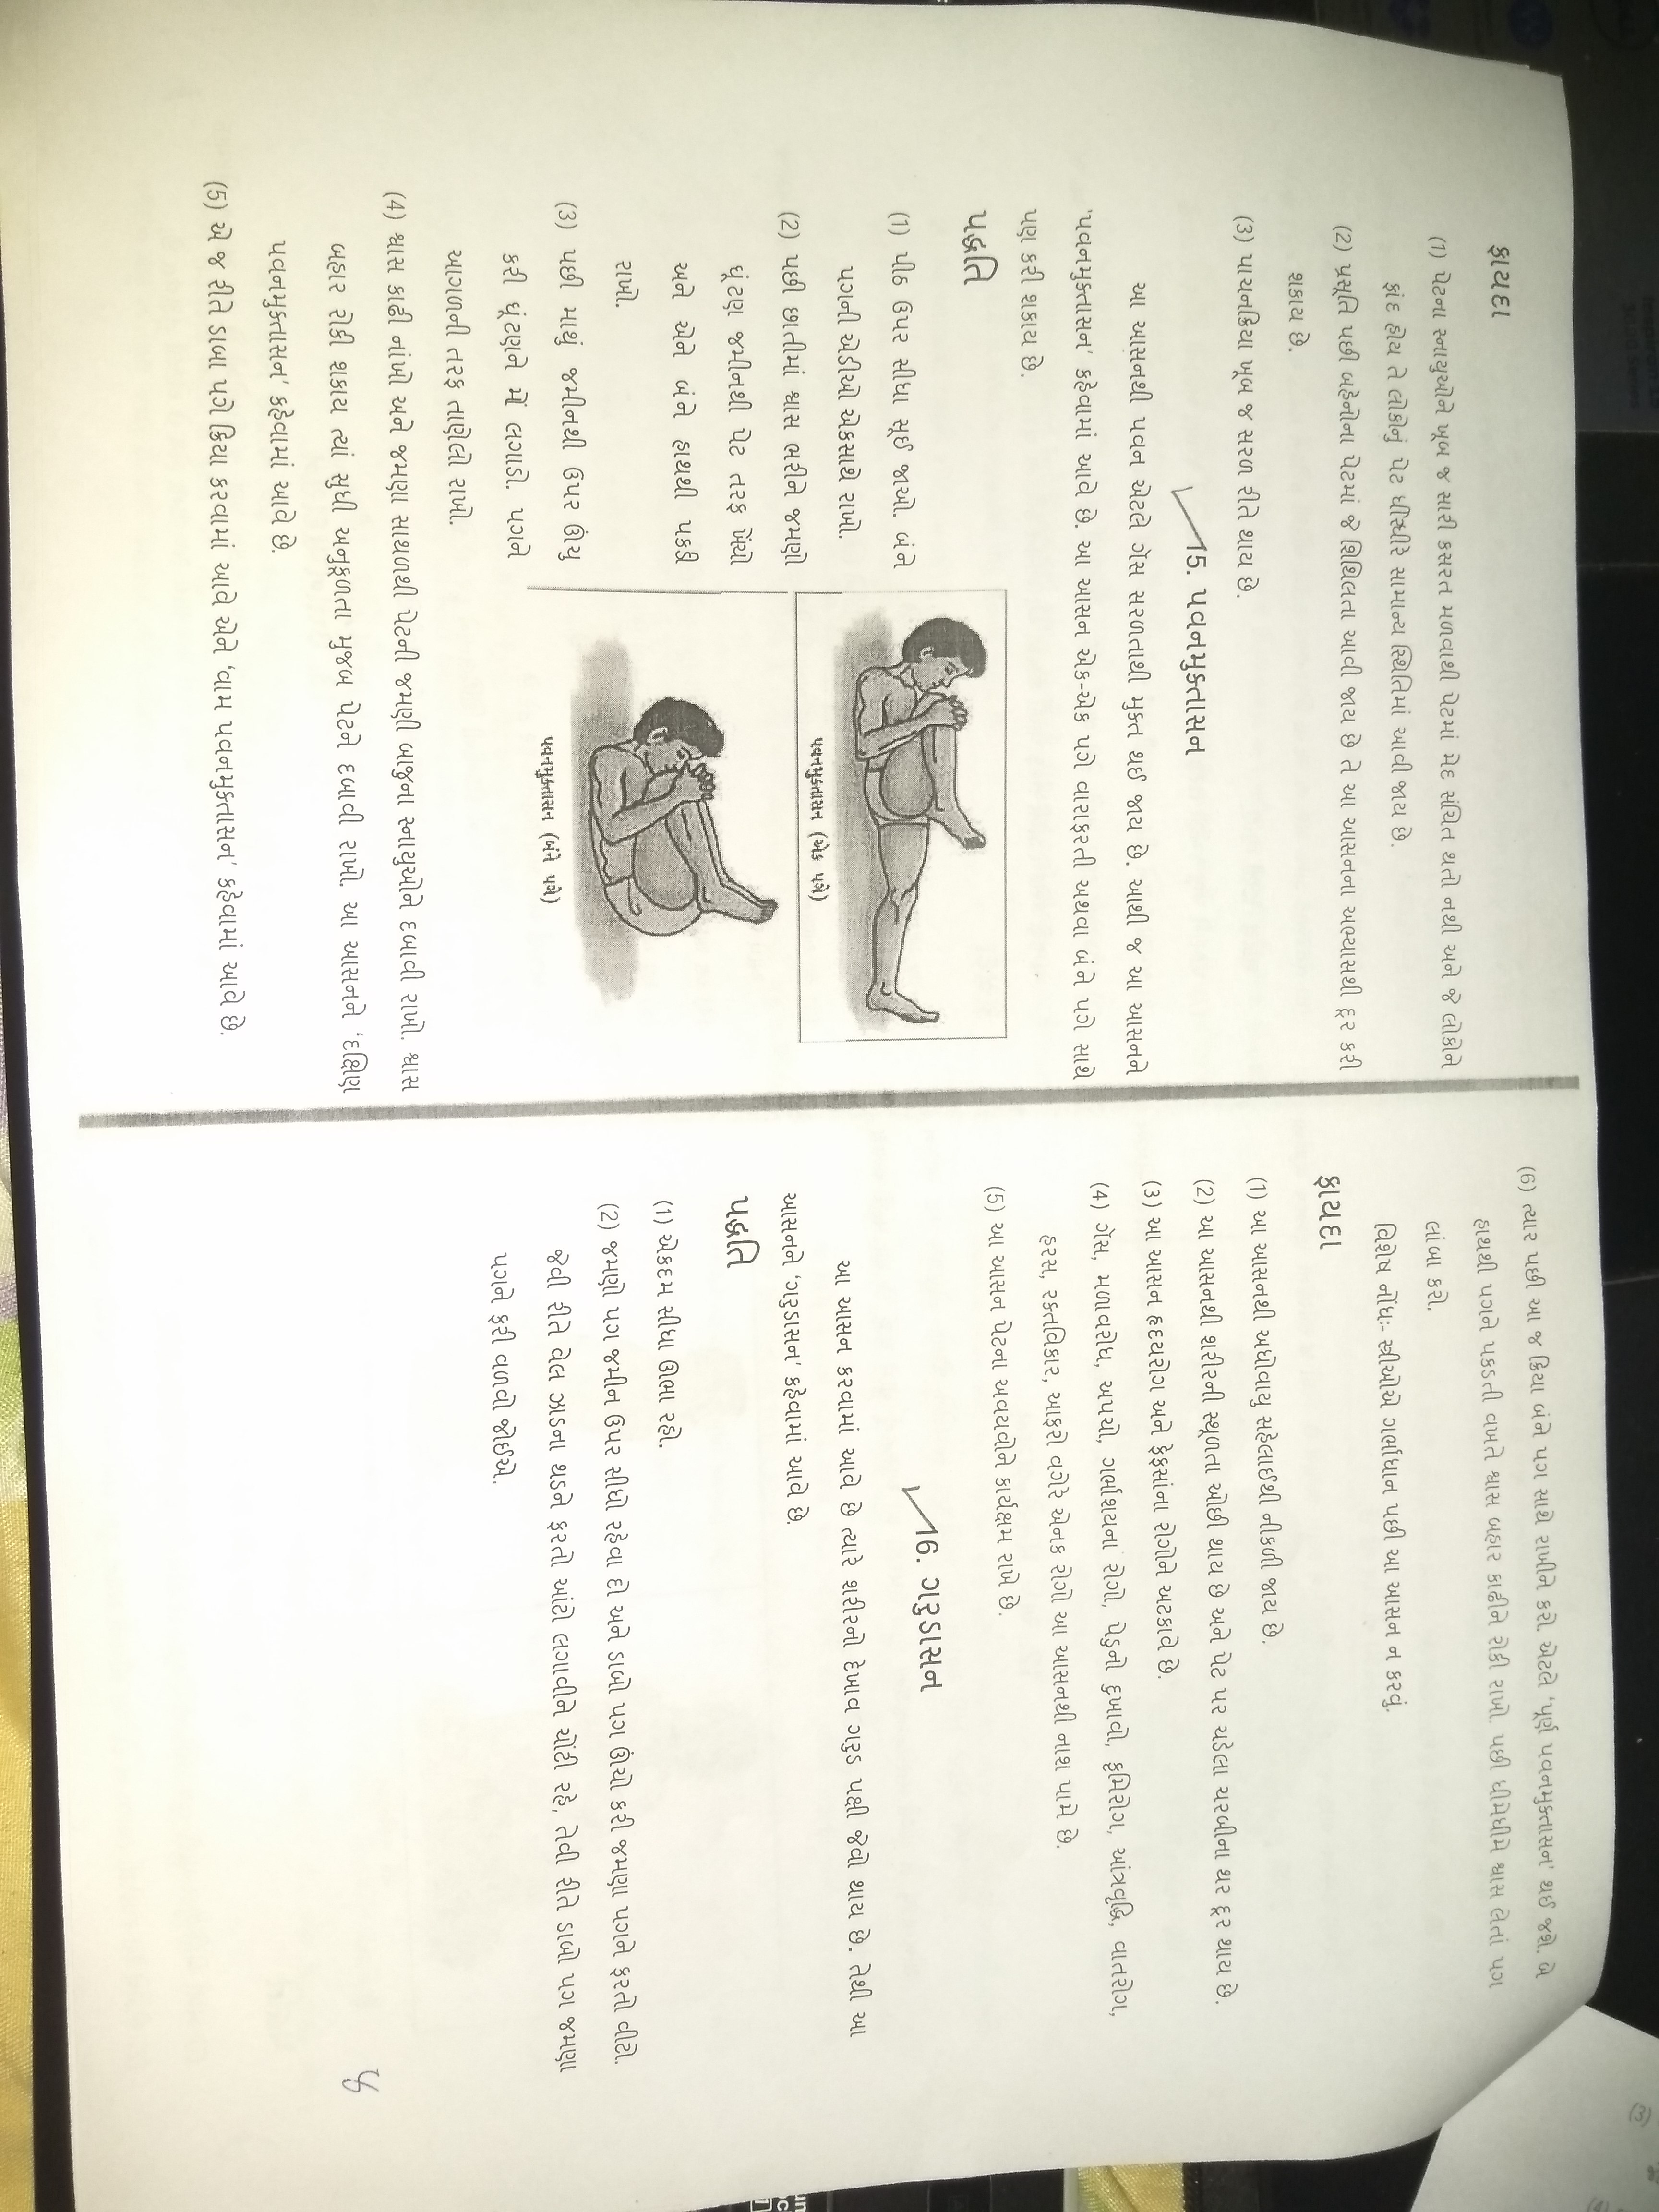 ફાયદા
(1) પેટના સ્નાયુઓને ખૂબ જ સારી કસરત મળવાથી પેટમાં મેદ સંચિત થતો નથી અને જે લોકોને
ફાંદ હોય તે લોકોનું પેટ ધીરેધીરે સામાન્ય સ્થિતિમાં આવી જાય છે.
(2) પ્રસૂતિ પછી બહેનોના પેટમાં જે શિથિલતા આવી જાય છે તે આ આસનના અભ્યાસથી દૂર કરી
શકાય છે.
(3) પાચનક્રિયા ખૂબ જ સરળ રીતે થાય છે.
15. પવનમુક્તાસન
આ આસનથી પવન એટલે ગેસ સરળતાથી મુક્ત થઈ જાય છે. આથી જ આ આસનને
'પવનમુક્તાસન' કહેવામાં આવે છે. આ આસન એક-એક પગે વારાફરતી અથવા બંને પગે સાથે
પણ કરી શકાય છે.
પદ્ધતિ
(1) પીઠ ઉપર સીધા સૂઈ જાઓ. બંને
પગની એડીઓ એકસાથે રાખો.
(2) પછી છાતીમાં શ્વાસ ભરીને જમણો
ઘૂંટણ જમીનથી પેટ તરફ ખેંચો
અને એને બંને હાથથી પકડી
રાખો.
(3) પછી માથું જમીનથી ઉપર ઊંચુ
કરી ઘૂંટણને મોં લગાડો. પગને
આગળની તરફ તાણેલો રાખો.
પવનમુક્તાસન (એક પગે)
પવનમુક્તાસન (બંને પગે)
(4) શ્વાસ કાઢી નાંખો અને જમણા સાથળથી પેટની જમણી બાજુના સ્નાયુઓને દબાવી રાખો. શ્વાસ
બહાર રોકી શકાય ત્યાં સુધી અનુકૂળતા મુજબ પેટને દબાવી રાખો. આ આસનને 'દક્ષિણ
પવનમુક્તાસન' કહેવામાં આવે છે.
(5) એ જ રીતે ડાબા પગે ક્રિયા કરવામાં આવે એને 'વામ પવનમુક્તાસન' કહેવામાં આવે છે.
(6) ત્યાર પછી આ જ ક્રિયા બંને પગ સાથે રાખીને કરો એટલે 'પૂર્ણ પવનમુક્તાસન' થઈ જશે. બે
હાથથી પગને પકડતી વખતે શ્વાસ બહાર કાઢીને રોકી રાખો. પછી ધીમેધીમે શ્વાસ લેતાં પગ
લાંબા કરો.
વિશેષ નોંધ:- સ્ત્રીઓએ ગર્ભાધાન પછી આ આસન ન કરવું.
ફાયદા
(1) આ આસનથી અધોવાયુ સહેલાઈથી નીકળી જાય છે.
(2) આ આસનથી શરીરની સ્થૂળતા ઓછી થાય છે અને પેટ પર ચઢેલા ચરબીના થર દૂર થાય છે.
(3) આ આસન હૃદયરોગ અને ફેફસાંના રોગોને અટકાવે છે.
(4) ગેસ, મળાવરોધ, અપચો, ગર્ભાશયના રોગો, પેડુનો દુખાવો, કૃમિરોગ, આંત્રવૃદ્ધિ, વાતરોગ,
હરસ, રક્તવિકાર, આફરો વગેરે અનેક રોગો આ આસનથી નાશ પામે છે.
(5) આ આસન પેટના અવયવોને કાર્યક્ષમ રાખે છે.
16. ગરુડાસન
આ આસન કરવામાં આવે છે ત્યારે શરીરનો દેખાવ ગરુડ પક્ષી જેવો થાય છે. તેથી આ
આસનને 'ગરુડાસન' કહેવામાં આવે છે.
પદ્ધતિ
(1) એકદમ સીધા ઊભા રહો.
(2) જમણો પગ જમીન ઉપર સીધો રહેવા દો અને ડાબો પગ ઊંચો કરી જમણા પગને ફરતો વીંટો.
જેવી રીતે વેલ ઝાડના થડને ફરતો આંટો લગાવીને ચોંટી રહે, તેવી રીતે ડાબો પગ જમણા
પગને ફરી વળવો જોઈએ.